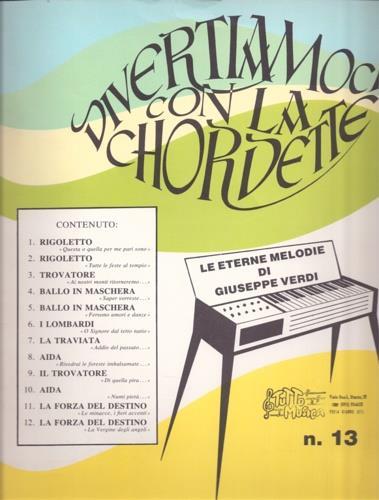 DIVERTIAMOCI
CON LA
CHORDETTE
CONTENUTO:
1. RIGOLETTO
«Questa o quella per me pari sono»
2. RIGOLETTO
«Tutte le feste al tempio»
3. TROVATORE
«Ai nostri monti ritorneremo...»
4. BALLO IN MASCHERA
«Saper vorreste...»
5. BALLO IN MASCHERA
«Fervono amori e danze»
6. I LOMBARDI
«O Signore dal tetto natio»
7. LA TRAVIATA
«Addio del passato...»
8. AIDA
«Rivedrai le foreste imbalsamate...»
9. IL TROVATORE
«Di quella pira...»
10. AIDA
«Numi pietà...»
11. LA FORZA DEL DESTINO
«Le minacce, i fieri accenti»
12. LA FORZA DEL DESTINO
«La Vergine degli angeli»
LE ETERNE MELODIE
DI
GIUSEPPE VERDI
TUTTO
Musica
n. 13